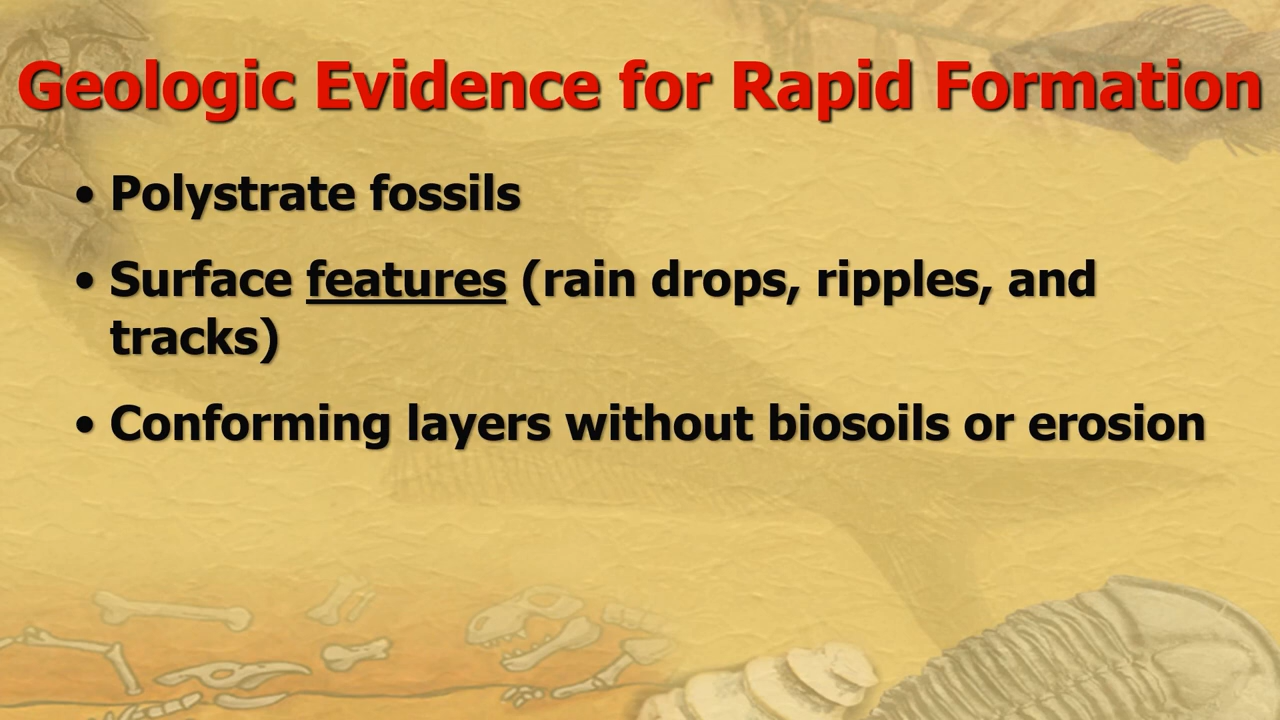 Geologic Evidence for Rapid Formation
• Polystrate fossils
• Surface features (rain drops, ripples, and
tracks)
• Conforming layers without biosoils or erosion